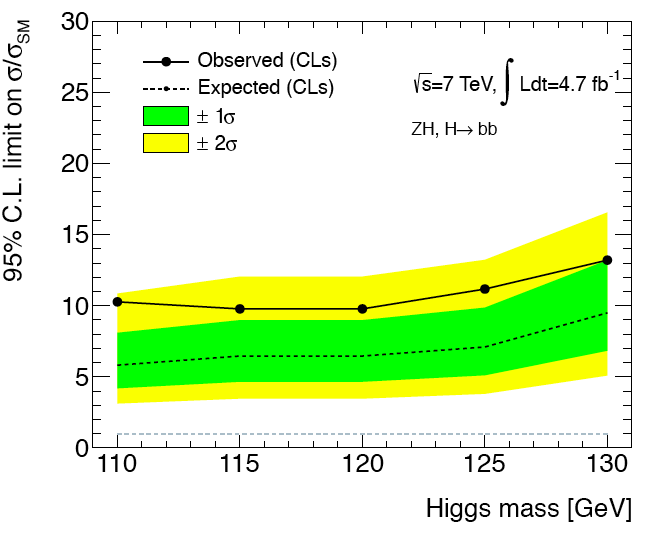 95% C.L. limit on σ/σSM
30
25
20
15
10
5
0
Observed (CLs)
Expected (CLs)
± 1σ
± 2σ
√s=7 TeV, ∫ Ldt=4.7 fb-1
ZH, H→ bb
110 115 120 125 130
Higgs mass [GeV]